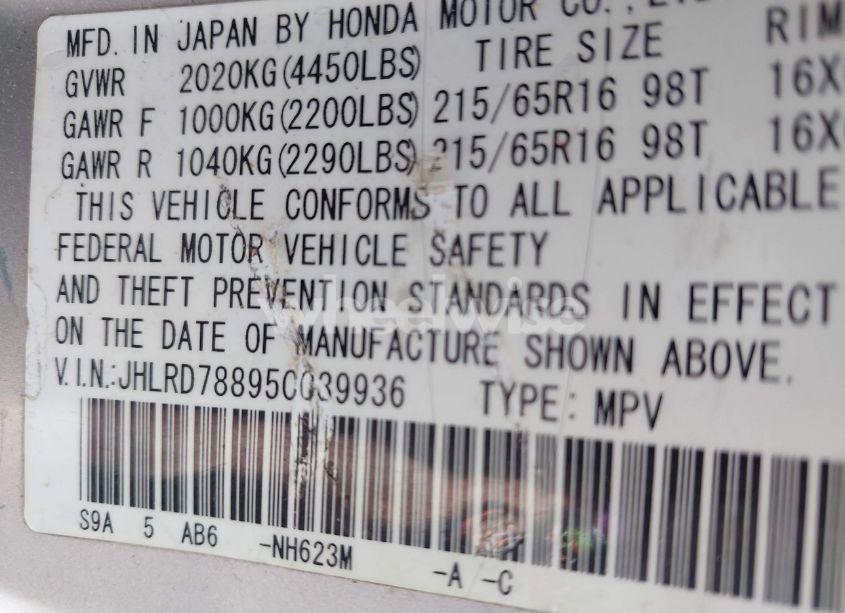 MFD. IN JAPAN BY HONDA MOTOR CO.,
GVWR 2020KG(4450LBS) TIRE SIZE RIM
GAWR F 1000KG(2200LBS) 215/65R16 98T 16X
GAWR R 1040KG(2290LBS) 215/65R16 98T 16X
THIS VEHICLE CONFORMS TO ALL APPLICABLE
FEDERAL MOTOR VEHICLE SAFETY
AND THEFT PREVENTION STANDARDS IN EFFECT
wheelwise
ON THE DATE OF MANUFACTURE SHOWN ABOVE.
V.I.N.:JHLRD78895C039936 TYPE: MPV
S9A 5 AB6 -NH623M -A -C